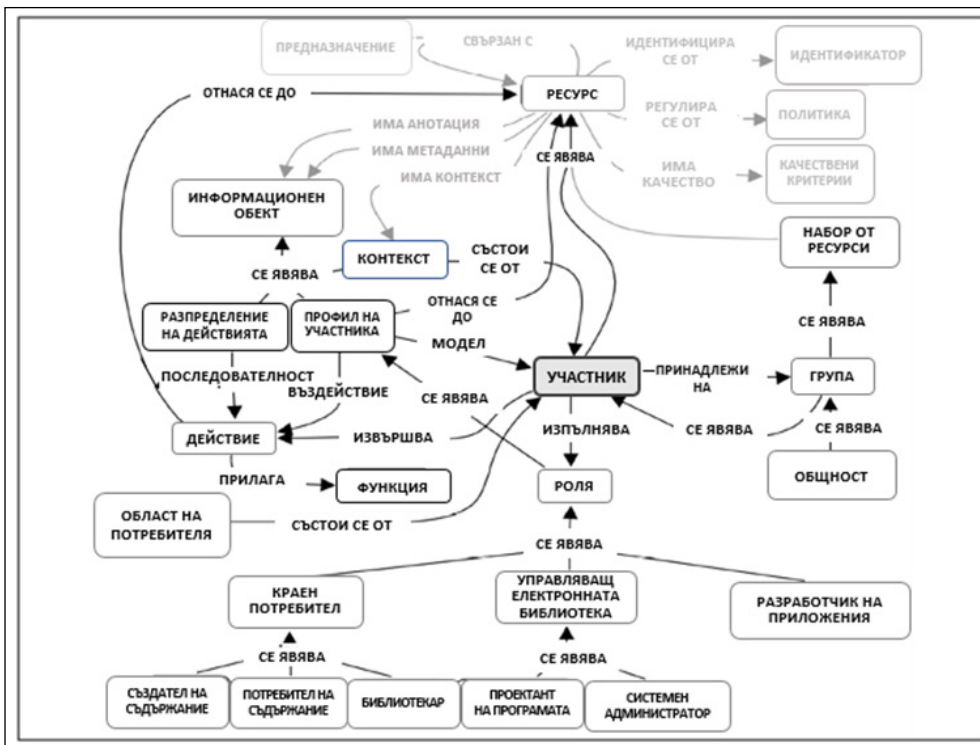 ПРЕДНАЗНАЧЕНИЕ
СВЪРЗАН С
ИДЕНТИФИЦИРА
СЕ ОТ
ИДЕНТИФИКАТОР
ОТНАСЯ СЕ ДО
РЕСУРС
РЕГУЛИРА
СЕ ОТ
ПОЛИТИКА
ИМА АНОТАЦИЯ
ИМА МЕТАДАННИ
ИМА КОНТЕКСТ
СЕ ЯВЯВА
ИМА
КАЧЕСТВО
КАЧЕСТВЕНИ
КРИТЕРИИ
ИНФОРМАЦИОНЕН
ОБЕКТ
НАБОР ОТ
РЕСУРСИ
КОНТЕКСТ
СЪСТОИ
СЕ ОТ
СЕ ЯВЯВА
РАЗПРЕДЕЛЕНИЕ
НА ДЕЙСТВИЯТА
ПРОФИЛ НА
УЧАСТНИКА
ОТНАСЯ СЕ
ДО
МОДЕЛ
СЕ ЯВЯВА
ПОСЛЕДОВАТЕЛНОСТ
ВЪЗДЕЙСТВИЕ
УЧАСТНИК
ПРИНАДЛЕЖИ
НА
ГРУПА
СЕ ЯВЯВА
ДЕЙСТВИЕ
ИЗВЪРШВА
ИЗПЪЛНЯВА
СЕ ЯВЯВА
СЕ ЯВЯВА
ПРИЛАГА
ФУНКЦИЯ
РОЛЯ
ОБЩНОСТ
ОБЛАСТ НА
ПОТРЕБИТЕЛЯ
СЪСТОИ СЕ ОТ
СЕ ЯВЯВА
КРАЕН
ПОТРЕБИТЕЛ
УПРАВЛЯВАЩ
ЕЛЕКТРОННАТА
БИБЛИОТЕКА
РАЗРАБОТЧИК НА
ПРИЛОЖЕНИЯ
СЕ ЯВЯВА
СЕ ЯВЯВА
СЪЗДАТЕЛ НА
СЪДЪРЖАНИЕ
ПОТРЕБИТЕЛ НА
СЪДЪРЖАНИЕ
БИБЛИОТЕКАР
ПРОЕКТАНТ
НА ПРОГРАМАТА
СИСТЕМЕН
АДМИНИСТРАТОР